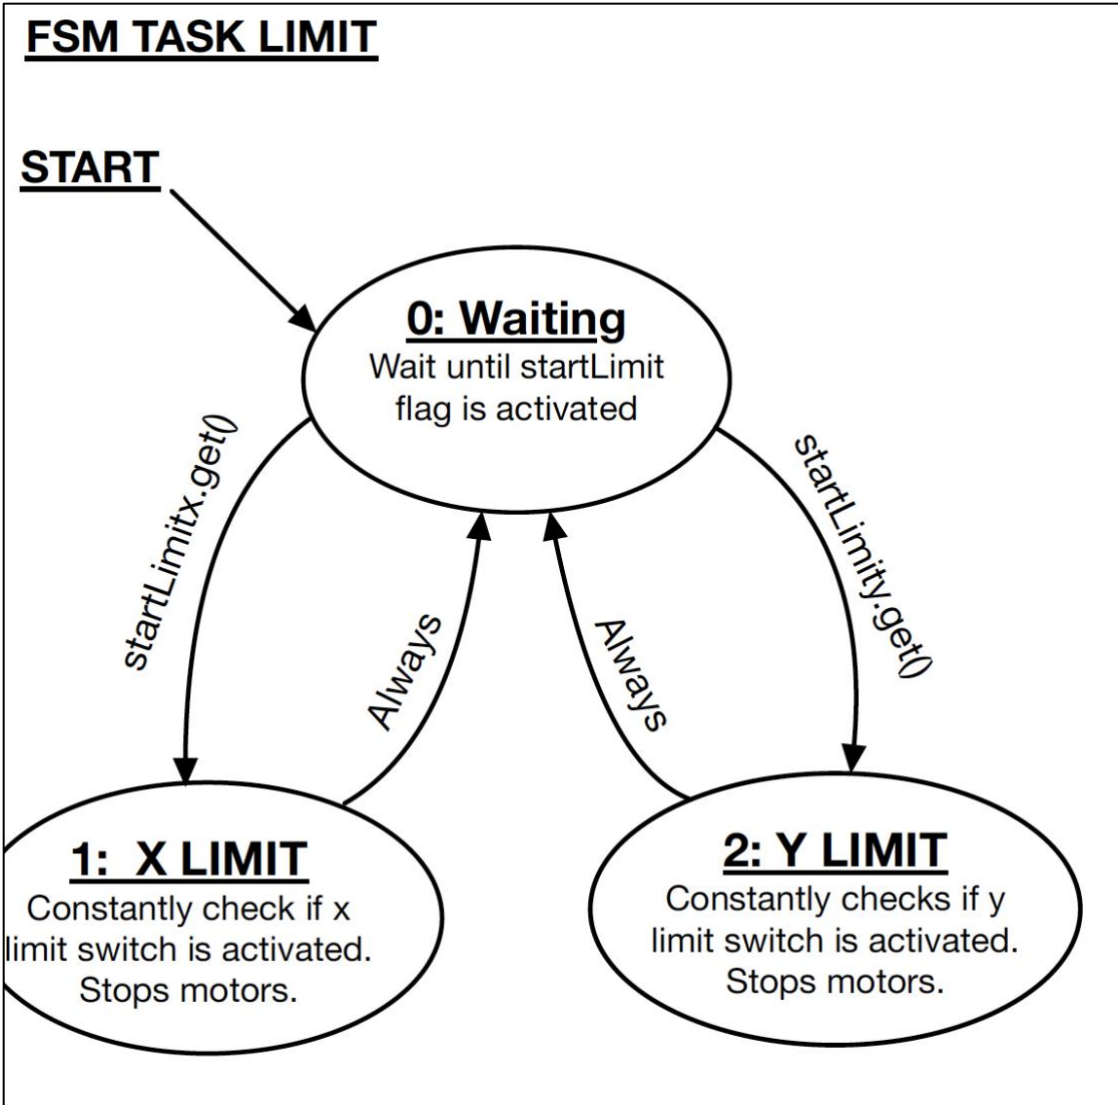 FSM TASK LIMIT
START
0: Waiting
Wait until startLimit
flag is activated
startLimitx.get()
startLimity.get()
Always
Always
1:  X LIMIT
Constantly check if x
limit switch is activated.
Stops motors.
2: Y LIMIT
Constantly checks if y
limit switch is activated.
Stops motors.